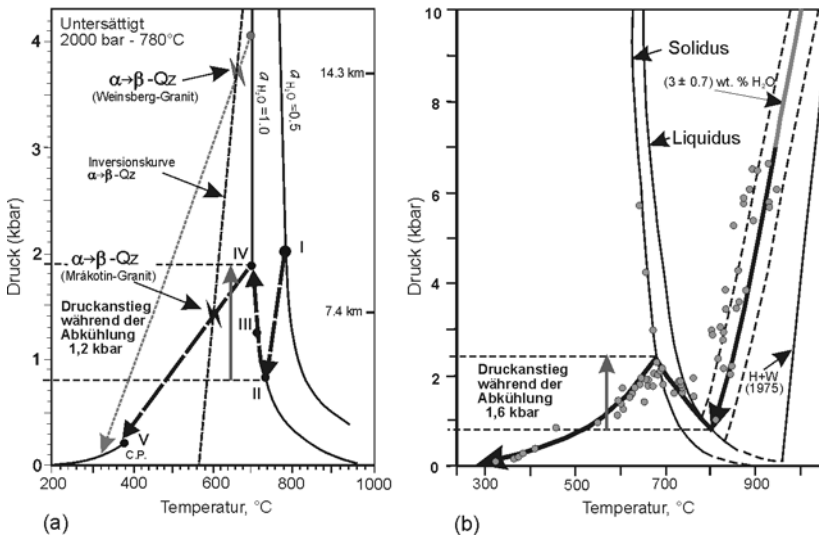 Untersättigt
2000 bar - 780°C
α→β-Qz
(Weinsberg-Granit)
Inversionskurve
α→β-Qz
α→β-Qz
(Mrákotin-Granit)
Druckanstieg
während der
Abkühlung
1,2 kbar
a H₂O =1.0
a H₂O =0.5
14.3 km
7.4 km
I
II
III
IV
V
C.P.
Druck (kbar)
4
3
2
1
0
200
400
600
800
1000
Temperatur, °C
(a)
Solidus
(3 ± 0.7) wt. % H₂O
Liquidus
Druckanstieg
während der
Abkühlung
1,6 kbar
H+W
(1975)
Druck (kbar)
10
8
6
4
2
0
300
500
700
900
Temperatur, °C
(b)